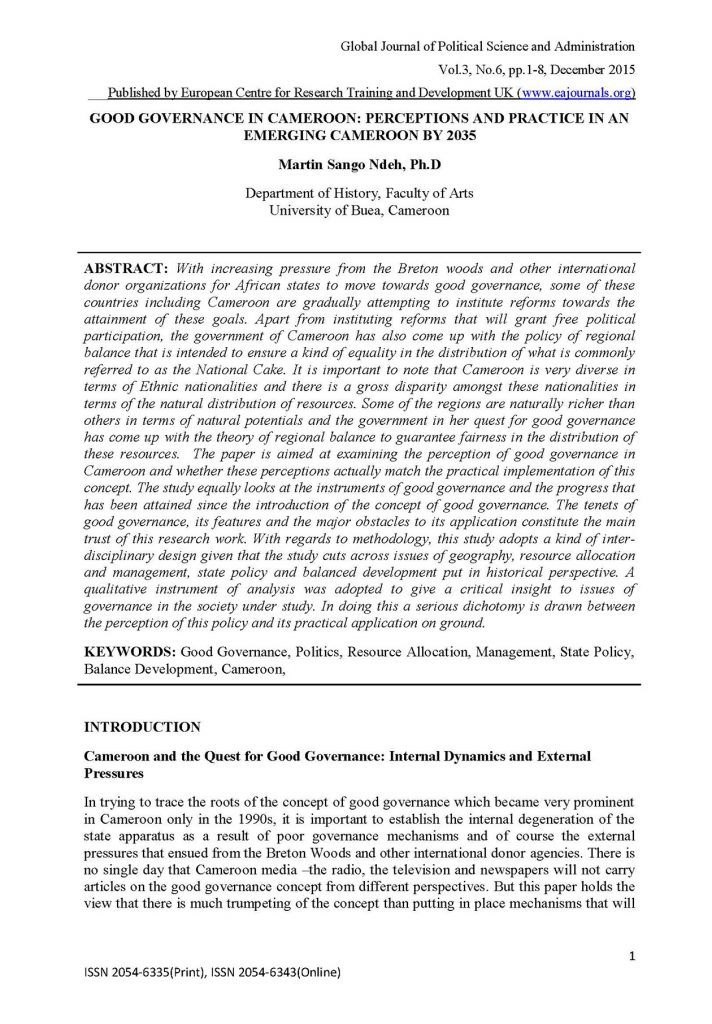 Global Journal of Political Science and Administration
Vol.3, No.6, pp.1-8, December 2015
Published by European Centre for Research Training and Development UK (www.eajournals.org)
GOOD GOVERNANCE IN CAMEROON: PERCEPTIONS AND PRACTICE IN AN
EMERGING CAMEROON BY 2035
Martin Sango Ndeh, Ph.D
Department of History, Faculty of Arts
University of Buea, Cameroon
ABSTRACT: With increasing pressure from the Breton woods and other international
donor organizations for African states to move towards good governance, some of these
countries including Cameroon are gradually attempting to institute reforms towards the
attainment of these goals. Apart from instituting reforms that will grant free political
participation, the government of Cameroon has also come up with the policy of regional
balance that is intended to ensure a kind of equality in the distribution of what is commonly
referred to as the National Cake. It is important to note that Cameroon is very diverse in
terms of Ethnic nationalities and there is a gross disparity amongst these nationalities in
terms of the natural distribution of resources. Some of the regions are naturally richer than
others in terms of natural potentials and the government in her quest for good governance
has come up with the theory of regional balance to guarantee fairness in the distribution of
these resources. The paper is aimed at examining the perception of good governance in
Cameroon and whether these perceptions actually match the practical implementation of this
concept. The study equally looks at the instruments of good governance and the progress that
has been attained since the introduction of the concept of good governance. The tenets of
good governance, its features and the major obstacles to its application constitute the main
trust of this research work. With regards to methodology, this study adopts a kind of inter-
disciplinary design given that the study cuts across issues of geography, resource allocation
and management, state policy and balanced development put in historical perspective. A
qualitative instrument of analysis was adopted to give a critical insight to issues of
governance in the society under study. In doing this a serious dichotomy is drawn between
the perception of this policy and its practical application on ground.
KEYWORDS: Good Governance, Politics, Resource Allocation, Management, State Policy,
Balance Development, Cameroon,
INTRODUCTION
Cameroon and the Quest for Good Governance: Internal Dynamics and External
Pressures
In trying to trace the roots of the concept of good governance which became very prominent
in Cameroon only in the 1990s, it is important to establish the internal degeneration of the
state apparatus as a result of poor governance mechanisms and of course the external
pressures that ensued from the Breton Woods and other international donor agencies. There is
no single day that Cameroon media –the radio, the television and newspapers will not carry
articles on the good governance concept from different perspectives. But this paper holds the
view that there is much trumpeting of the concept than putting in place mechanisms that will
1
ISSN 2054-6335(Print), ISSN 2054-6343(Online)